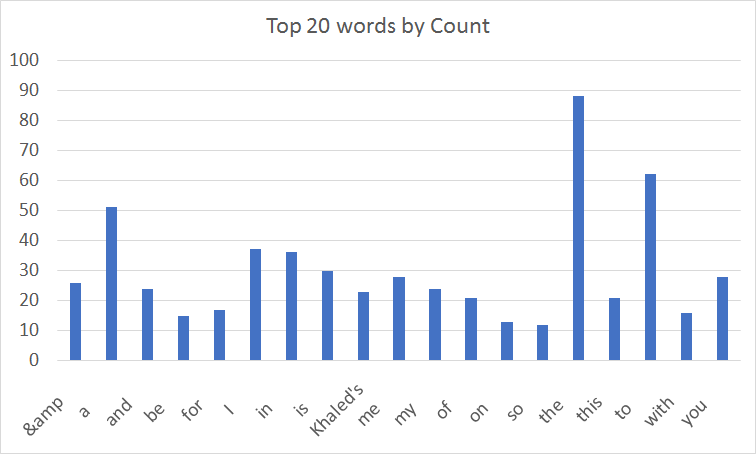 Top 20 words by Count
100
90
80
70
60
50
40
30
20
10
0
&amp
a
and
be
for
I
in
is
Khaled's
me
my
of
on
so
the
this
to
with
you